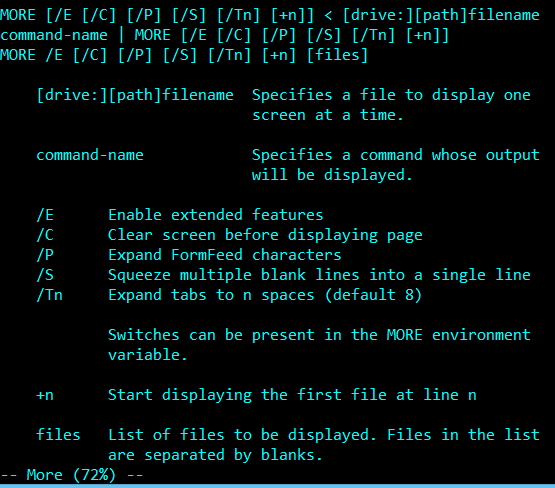 MORE [/E [/C] [/P] [/S] [/Tn] [+n]] < [drive:][path]filename
command-name | MORE [/E [/C] [/P] [/S] [/Tn] [+n]]
MORE /E [/C] [/P] [/S] [/Tn] [+n] [files]
[drive:][path]filename  Specifies a file to display one
screen at a time.
command-name            Specifies a command whose output
will be displayed.
/E      Enable extended features
/C      Clear screen before displaying page
/P      Expand FormFeed characters
/S      Squeeze multiple blank lines into a single line
/Tn     Expand tabs to n spaces (default 8)
Switches can be present in the MORE environment
variable.
+n      Start displaying the first file at line n
files   List of files to be displayed. Files in the list
are separated by blanks.
-- More (72%) --